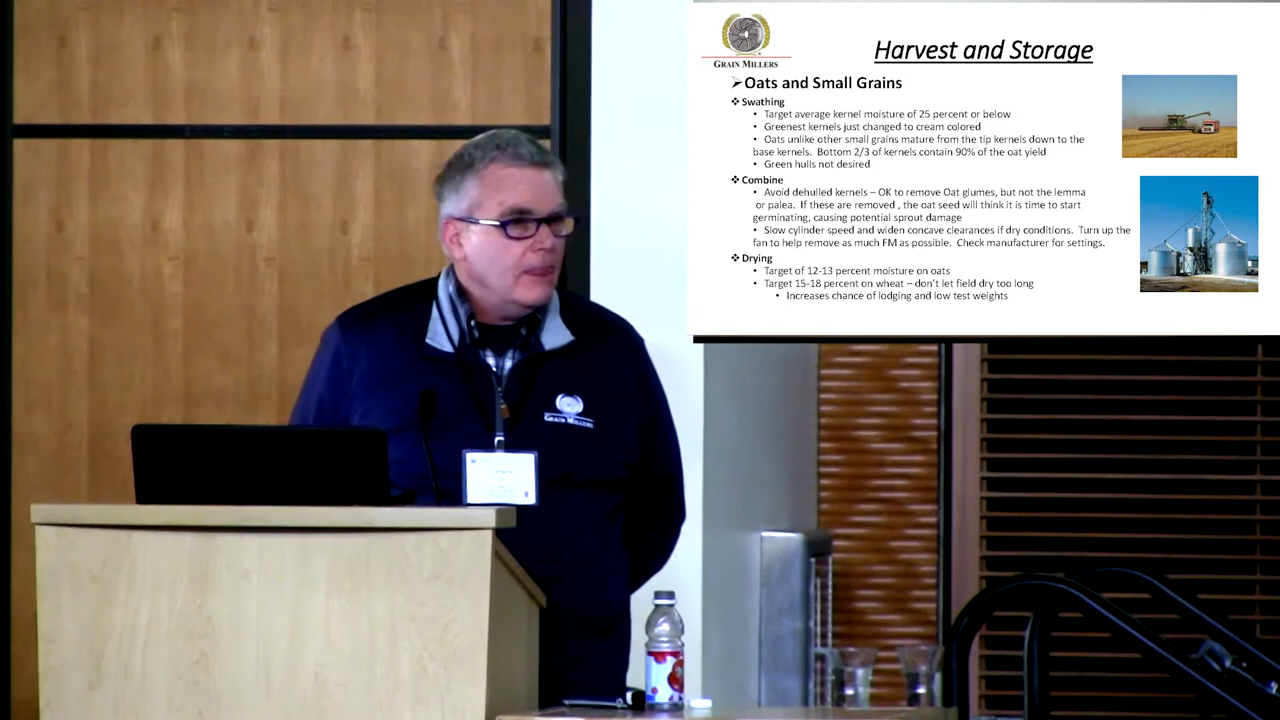 GRAIN MILLERS
Harvest and Storage
Oats and Small Grains
Swathing
Target average kernel moisture of 25 percent or below
Greenest kernels just changed to cream colored
Oats unlike other small grains mature from the tip kernels down to the
base kernels. Bottom 2/3 of kernels contain 90% of the oat yield
Green hulls not desired
Combine
Avoid dehulled kernels – OK to remove Oat glumes, but not the lemma
or palea. If these are removed , the oat seed will think it is time to start
germinating, causing potential sprout damage
Slow cylinder speed and widen concave clearances if dry conditions. Turn up the
fan to help remove as much FM as possible. Check manufacturer for settings.
Drying
Target of 12-13 percent moisture on oats
Target 15-18 percent on wheat – don't let field dry too long
Increases chance of lodging and low test weights
GRAIN MILLERS